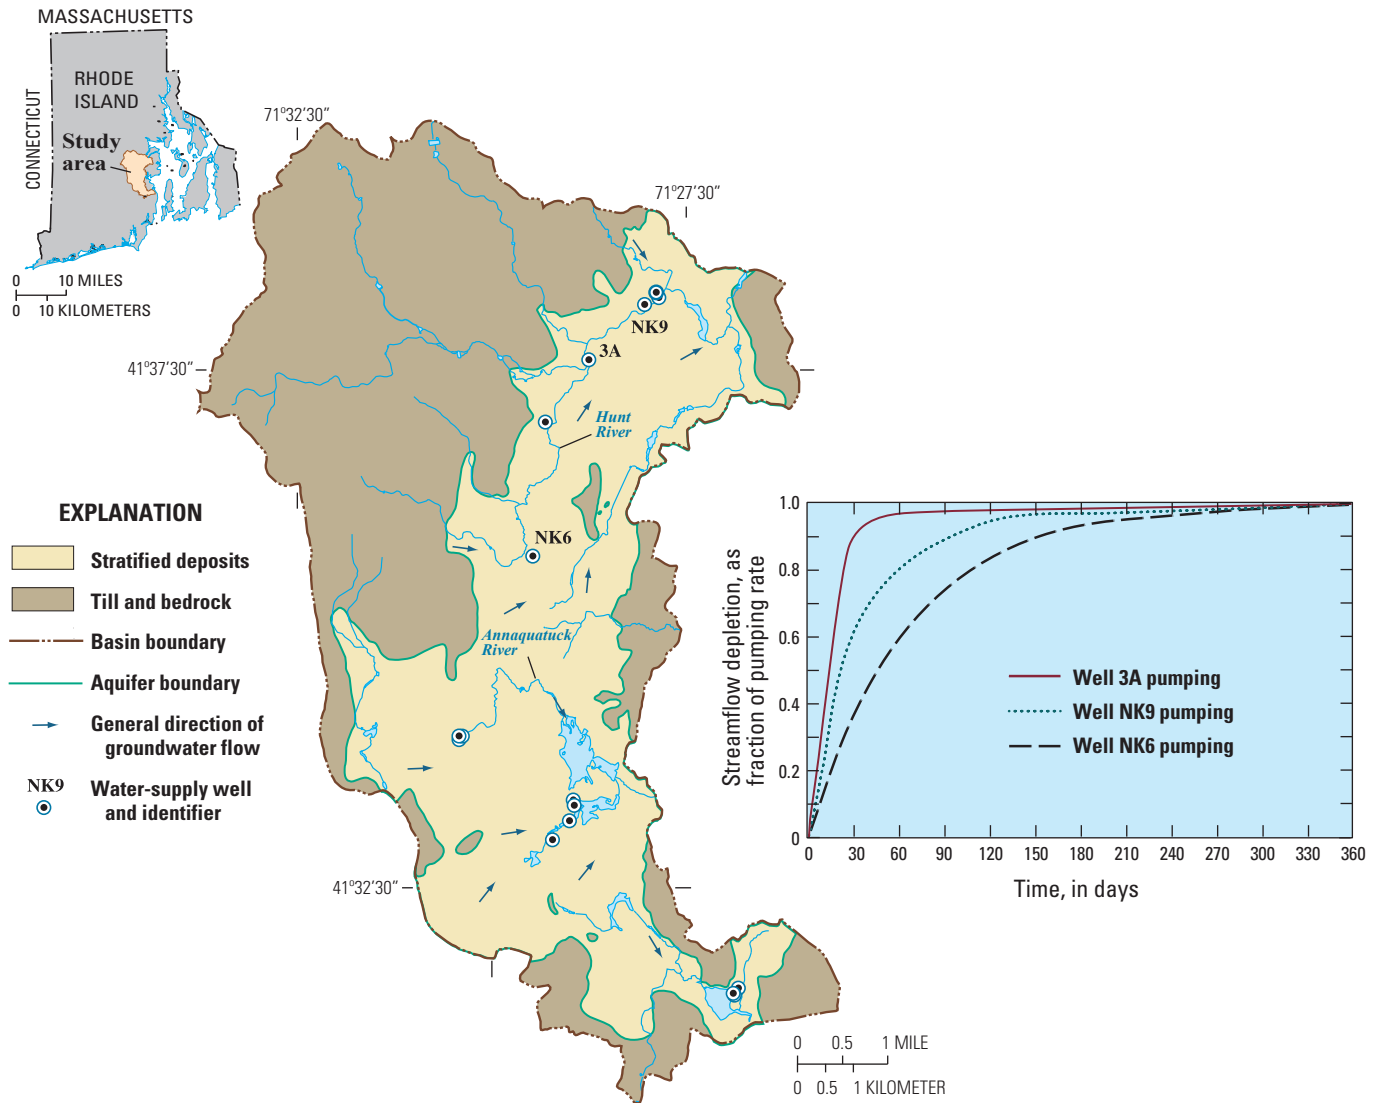 MASSACHUSETTS
CONNECTICUT
RHODE
ISLAND
Study
area
0 10 MILES
0 10 KILOMETERS
71°32'30"
71°27'30"
41°37'30"
41°32'30"
NK9
3A
Hunt
River
NK6
Annaquatuck
River
EXPLANATION
Stratified deposits
Till and bedrock
Basin boundary
Aquifer boundary
General direction of
groundwater flow
NK9
Water-supply well
and identifier
Streamflow depletion, as
fraction of pumping rate
1.0
0.8
0.6
0.4
0.2
0
Well 3A pumping
Well NK9 pumping
Well NK6 pumping
0 30 60 90 120 150 180 210 240 270 300 330 360
Time, in days
0 0.5 1 MILE
0 0.5 1 KILOMETER